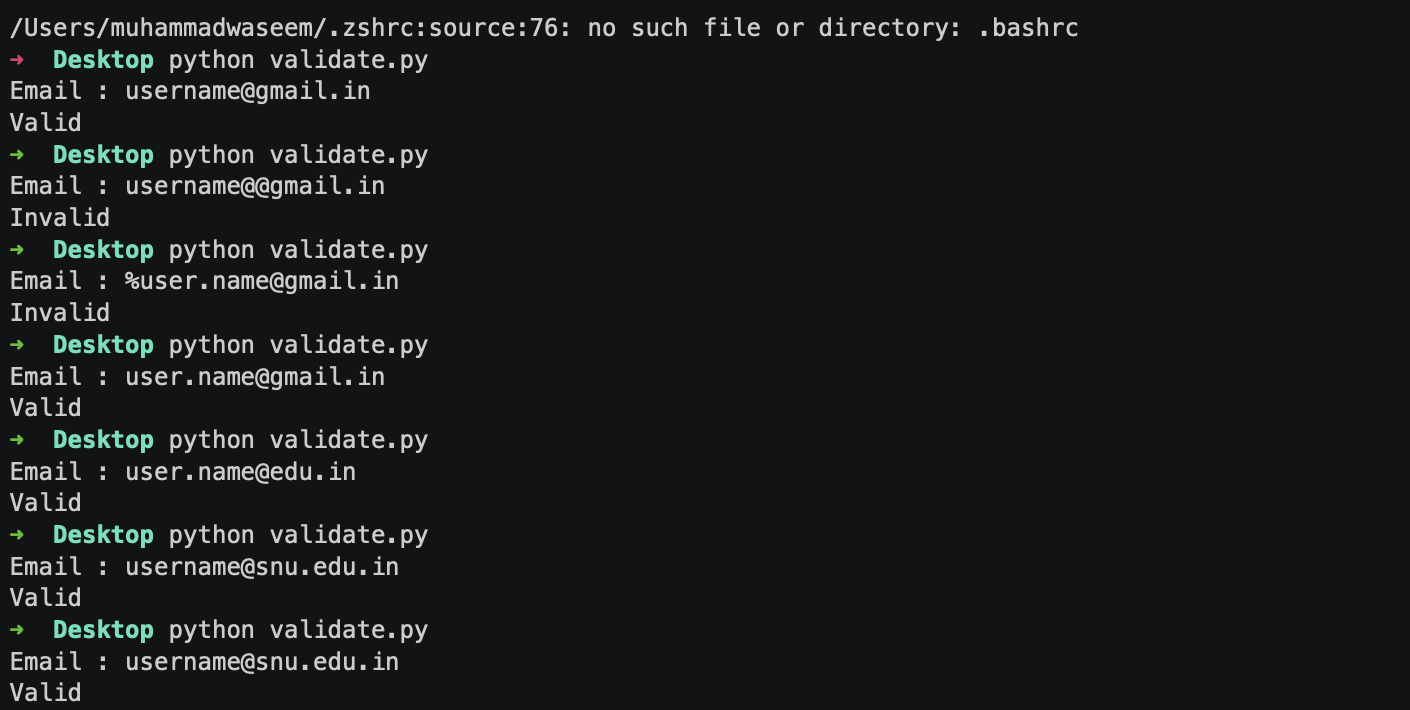 /Users/muhammadwaseem/.zshrc:source:76: no such file or directory: .bashrc
➜  Desktop python validate.py
Email : username@gmail.in
Valid
➜  Desktop python validate.py
Email : username@@gmail.in
Invalid
➜  Desktop python validate.py
Email : %user.name@gmail.in
Invalid
➜  Desktop python validate.py
Email : user.name@gmail.in
Valid
➜  Desktop python validate.py
Email : user.name@edu.in
Valid
➜  Desktop python validate.py
Email : username@snu.edu.in
Valid
➜  Desktop python validate.py
Email : username@snu.edu.in
Valid